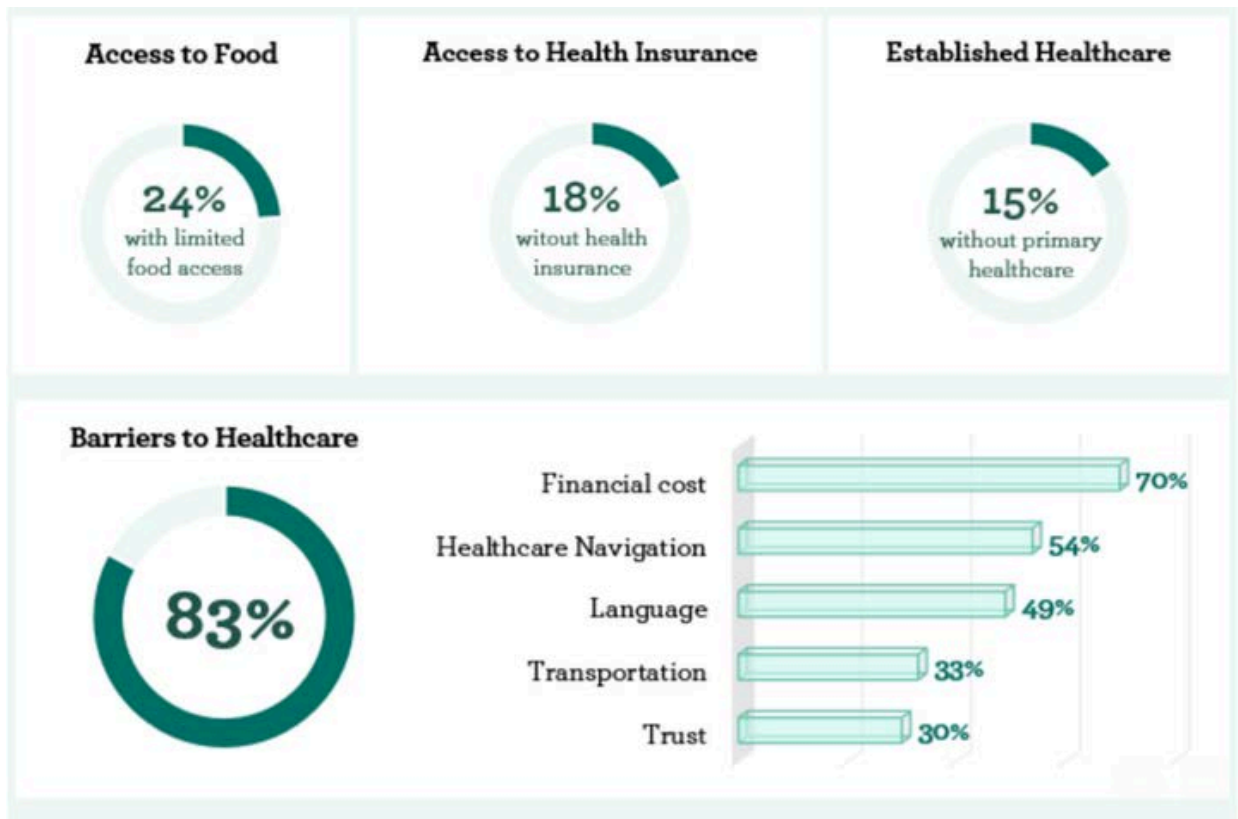 Access to Food
24%
with limited
food access
Access to Health Insurance
18%
witout health
insurance
Established Healthcare
15%
without primary
healthcare
Barriers to Healthcare
83%
Financial cost 70%
Healthcare Navigation 54%
Language 49%
Transportation 33%
Trust 30%